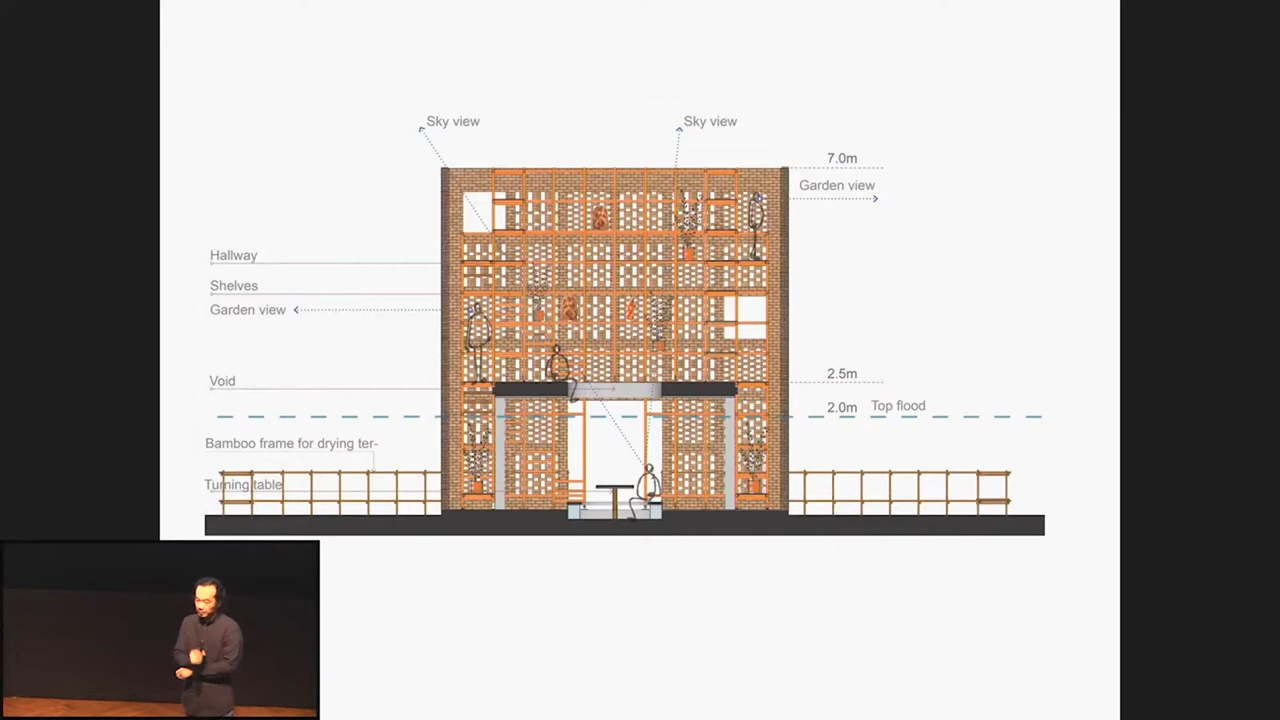 Sky view
Sky view
7.0m
Garden view
Hallway
Shelves
Garden view
2.5m
Void
2.0m
Top flood
Bamboo frame for drying ter-
Turning table